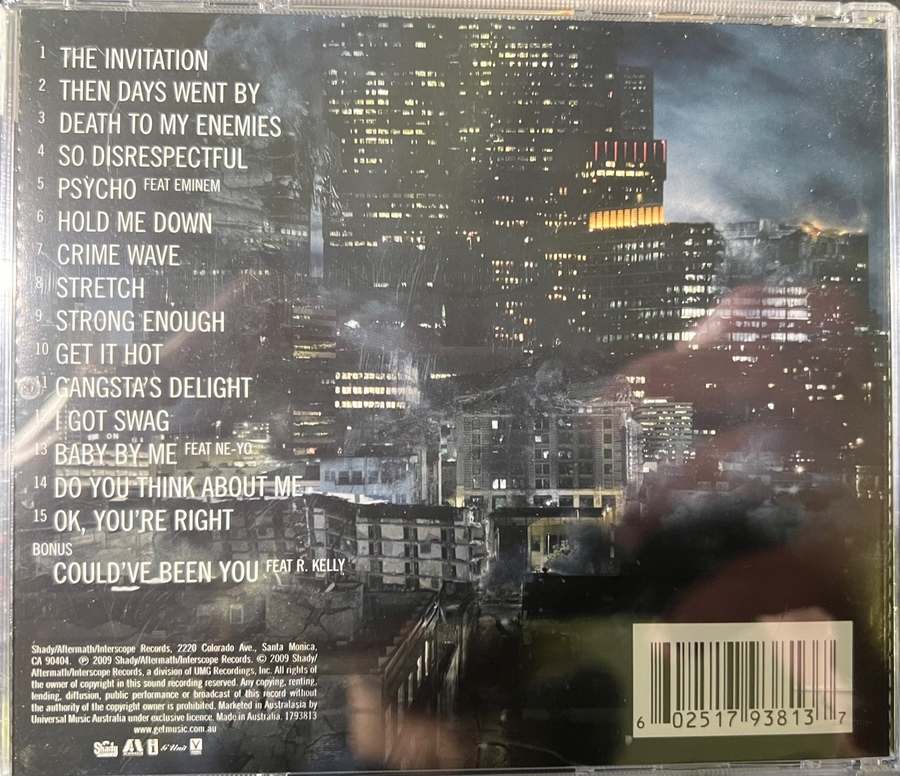 1 THE INVITATION
2 THEN DAYS WENT BY
3 DEATH TO MY ENEMIES
4 SO DISRESPECTFUL
5 PSYCHO FEAT EMINEM
6 HOLD ME DOWN
7 CRIME WAVE
8 STRETCH
9 STRONG ENOUGH
10 GET IT HOT
11 GANGSTA'S DELIGHT
I GOT SWAG
13 BABY BY ME FEAT NE-YO
14 DO YOU THINK ABOUT ME
15 OK, YOU'RE RIGHT
BONUS
COULD'VE BEEN YOU FEAT R. KELLY
Shady/Aftermath/Interscope Records, 2220 Colorado Ave., Santa Monica,
CA 90404. ℗ 2009 Shady/Aftermath/Interscope Records. © 2009 Shady/
Aftermath/Interscope Records, a division of UMG Recordings, Inc. All rights of
the owner of copyright in this sound recording reserved. Any copying, renting,
lending, diffusion, public performance or broadcast of this record without
the authority of the copyright owner is prohibited. Marketed in Australasia by
Universal Music Australia under exclusive licence. Made in Australia. 1793813
www.getmusic.com.au
Shady G Unit
6 02517 93813 7